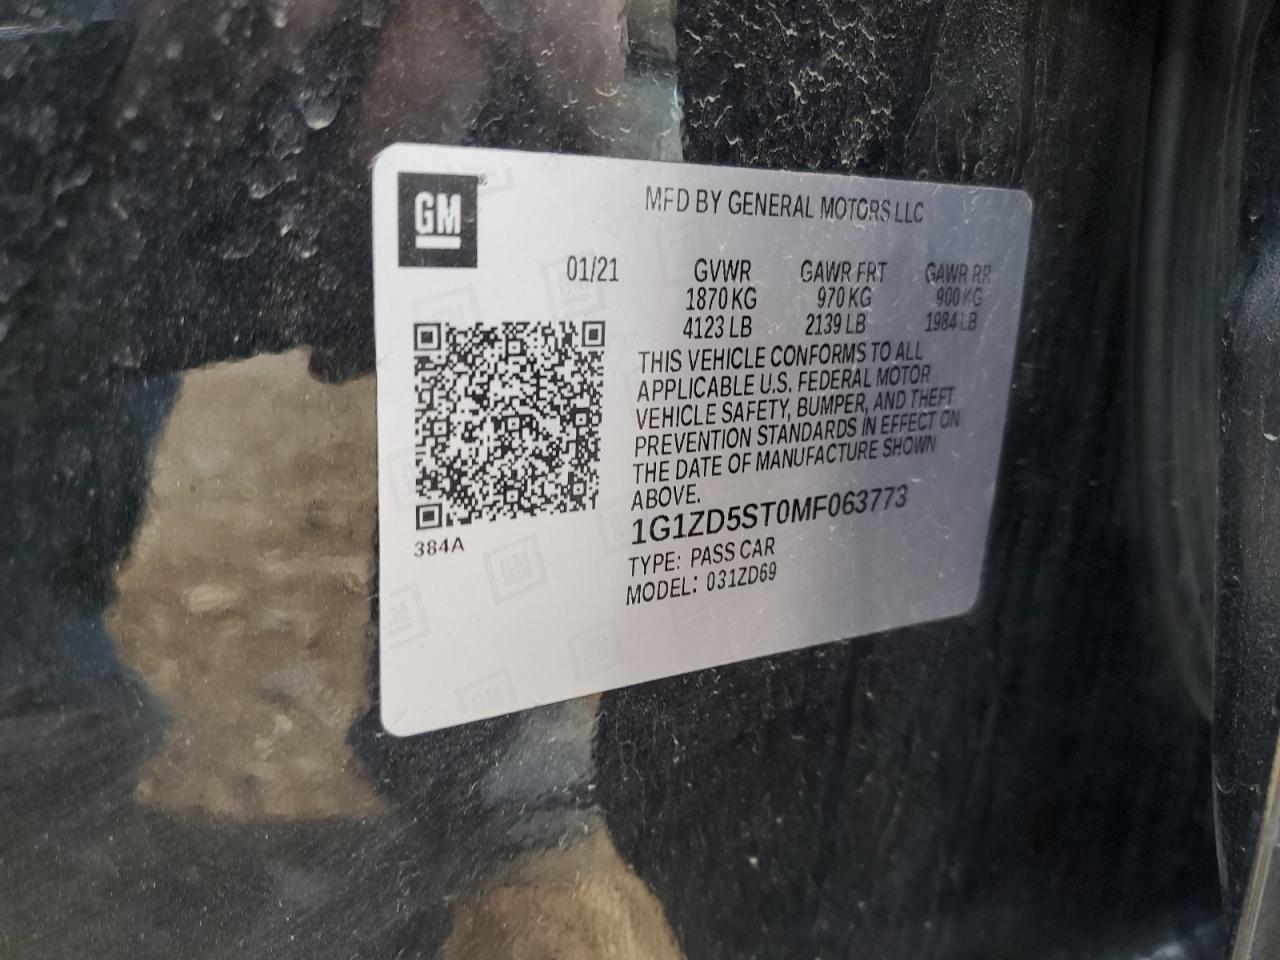 GM
MFD BY GENERAL MOTORS LLC
01/21 GVWR GAWR FRT GAWR RR
1870 KG 970 KG 900 KG
4123 LB 2139 LB 1984 LB
THIS VEHICLE CONFORMS TO ALL
APPLICABLE U.S. FEDERAL MOTOR
VEHICLE SAFETY, BUMPER, AND THEFT
PREVENTION STANDARDS IN EFFECT ON
THE DATE OF MANUFACTURE SHOWN
ABOVE.
1G1ZD5ST0MF063773
TYPE: PASS CAR
MODEL: 031ZD69
384A